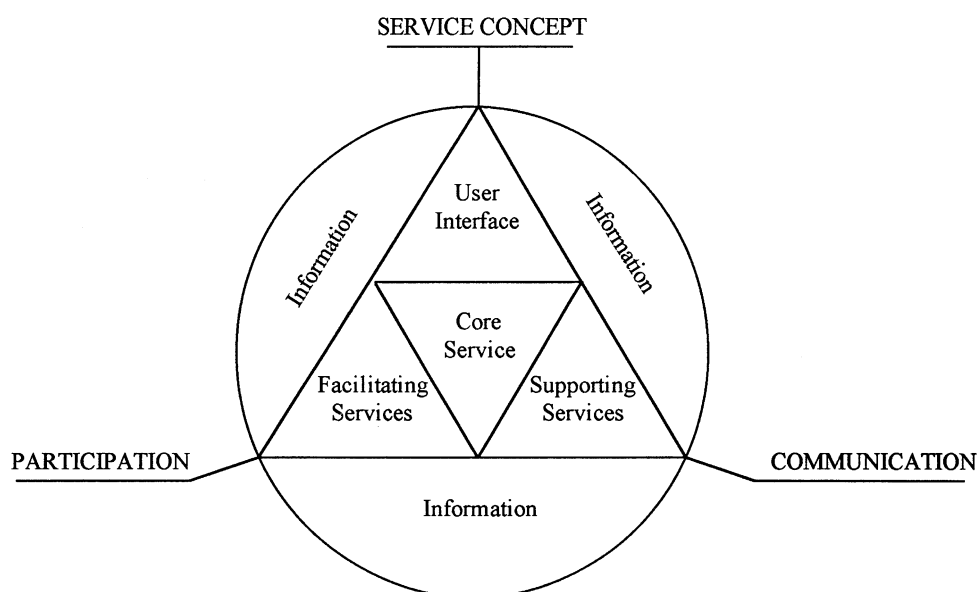 SERVICE CONCEPT
Information
Information
User
Interface
Core
Service
Facilitating
Services
Supporting
Services
PARTICIPATION
COMMUNICATION
Information